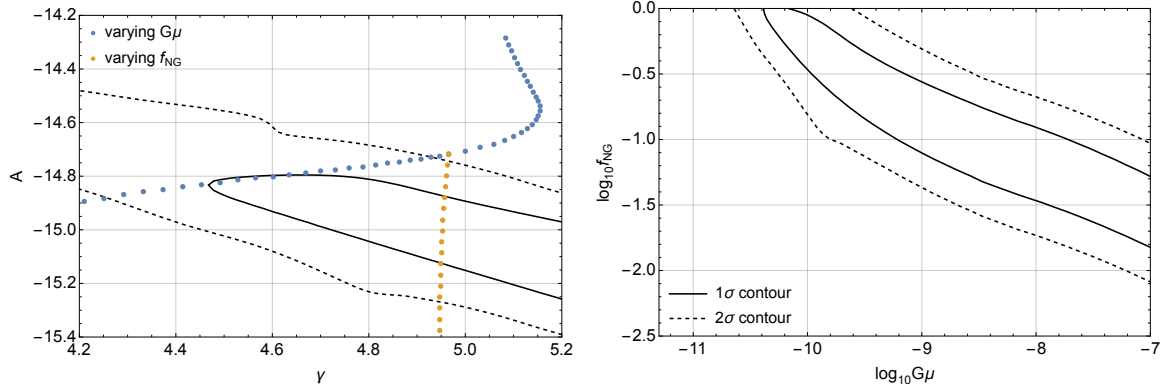 −14.2
−14.4
−14.6
−14.8
−15.0
−15.2
−15.4
A
varying Gμ
varying fNG
4.2 4.4 4.6 4.8 5.0 5.2
γ
0.0
−0.5
−1.0
−1.5
−2.0
−2.5
log10fNG
1σ contour
2σ contour
−11 −10 −9 −8 −7
log10Gμ